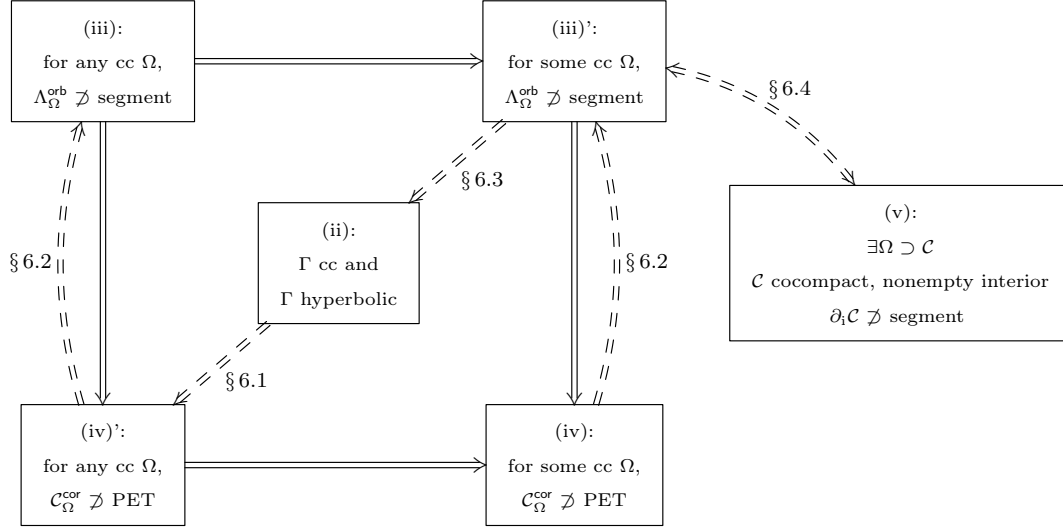 (iii):
for any cc Ω,
Λ_Ω^orb ⊅ segment
(iii)':
for some cc Ω,
Λ_Ω^orb ⊅ segment
§ 6.4
§ 6.3
(ii):
Γ cc and
Γ hyperbolic
(v):
∃Ω ⊃ 𝒞
𝒞 cocompact, nonempty interior
∂_i𝒞 ⊅ segment
§ 6.2
§ 6.2
§ 6.1
(iv)':
for any cc Ω,
𝒞_Ω^cor ⊅ PET
(iv):
for some cc Ω,
𝒞_Ω^cor ⊅ PET